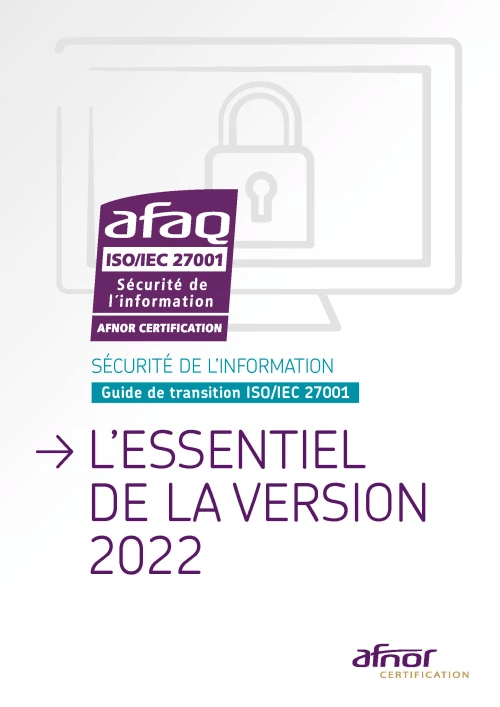 afaq
ISO/IEC 27001
Sécurité de
l'information
AFNOR CERTIFICATION
SÉCURITÉ DE L'INFORMATION
Guide de transition ISO/IEC 27001
→ L'ESSENTIEL
DE LA VERSION
2022
afnor
CERTIFICATION